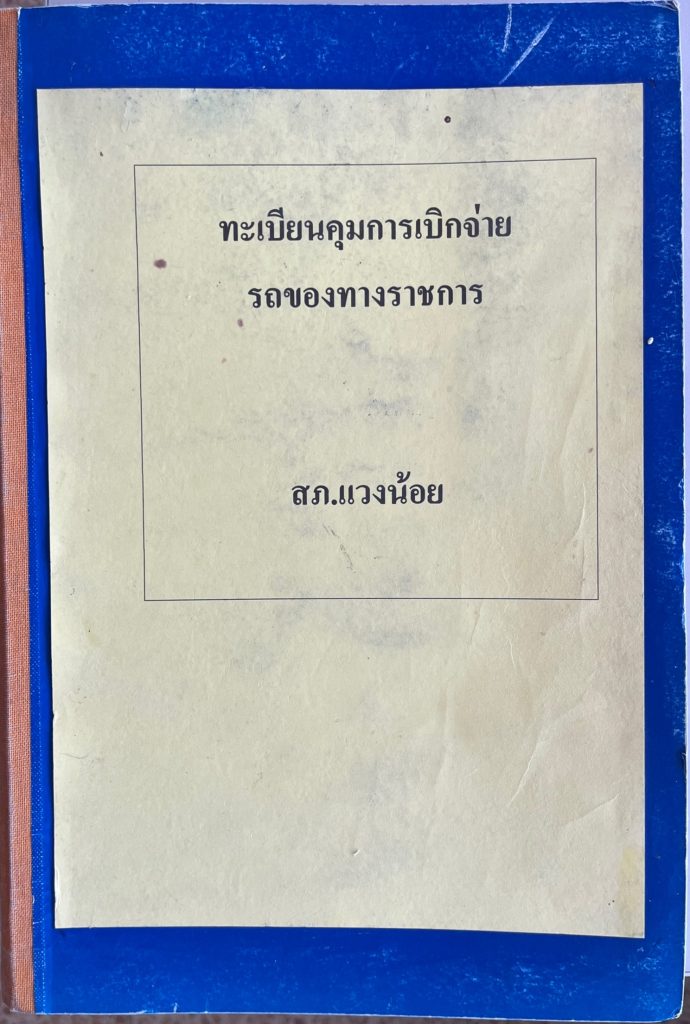 ทะเบียนคุมการเบิกจ่าย
รถของทางราชการ
สภ.แวงน้อย